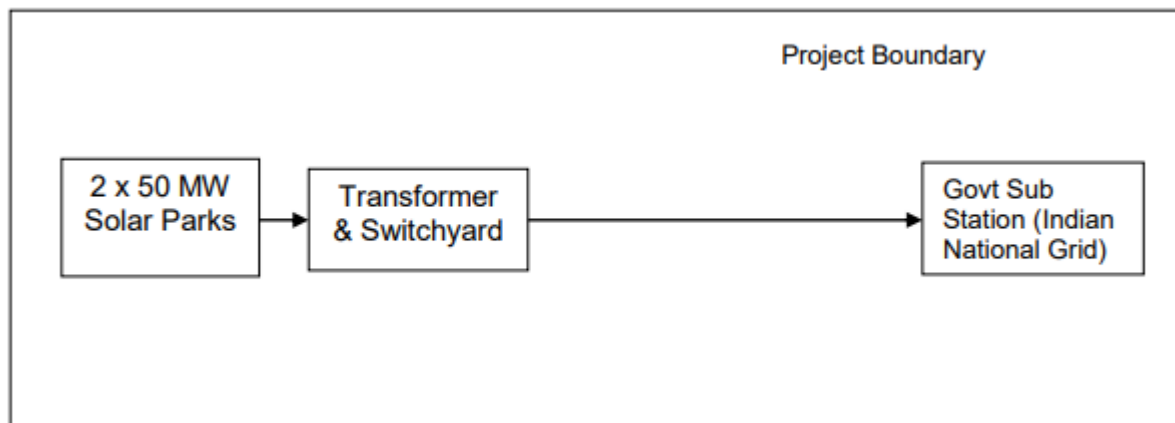 Project Boundary
2 x 50 MW
Solar Parks
Transformer
& Switchyard
Govt Sub
Station (Indian
National Grid)